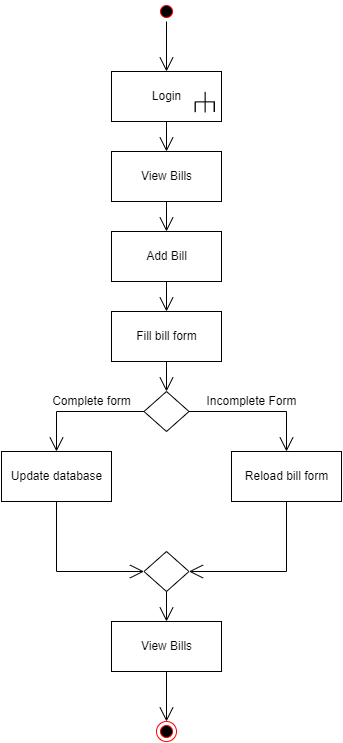 Login
View Bills
Add Bill
Fill bill form
Complete form
Incomplete Form
Update database
Reload bill form
View Bills